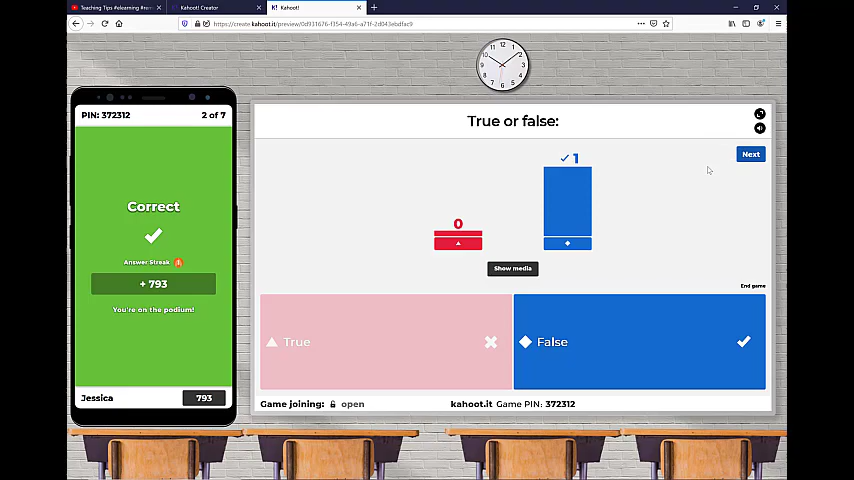 Teaching Tips #elearning #rem
Kahoot! Creator
K! Kahoot!
https://create.kahoot.it/preview/0d931676-f354-49a6-a71f-2d043ebdfac9
12
PIN: 372312
2 of 7
True or false:
Next
1
0
Correct
Answer Streak
+ 793
You're on the podium!
Show media
End game
True
False
Jessica
793
Game joining: open
kahoot.it Game PIN: 372312